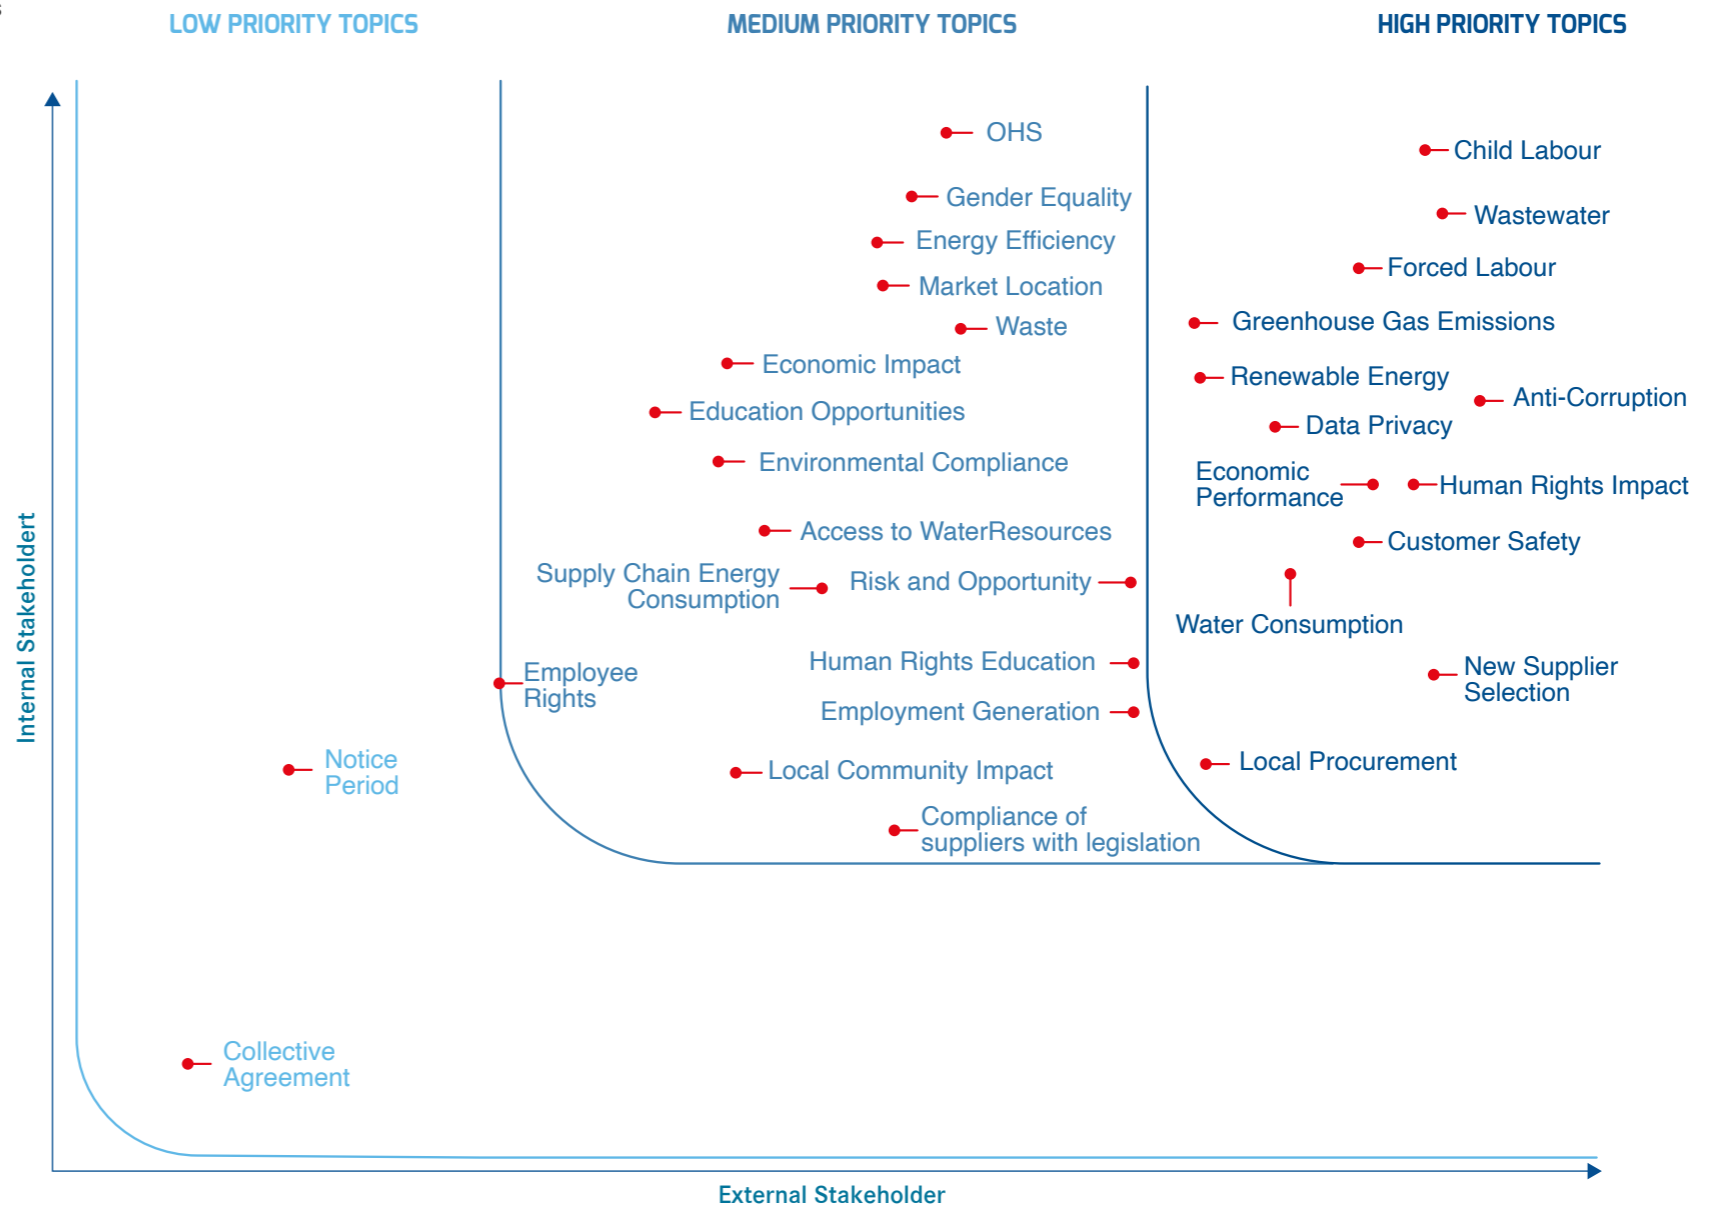 s
LOW PRIORITY TOPICS
MEDIUM PRIORITY TOPICS
HIGH PRIORITY TOPICS
OHS
Child Labour
Gender Equality
Wastewater
Energy Efficiency
Forced Labour
Market Location
Greenhouse Gas Emissions
Waste
Economic Impact
Renewable Energy
Anti-Corruption
Education Opportunities
Data Privacy
Environmental Compliance
Economic
Performance
Human Rights Impact
Access to WaterResources
Customer Safety
Supply Chain Energy
Consumption
Risk and Opportunity
Water Consumption
Human Rights Education
Employee
Rights
New Supplier
Selection
Employment Generation
Notice
Period
Local Community Impact
Local Procurement
Compliance of
suppliers with legislation
Collective
Agreement
Internal Stakeholdert
External Stakeholder